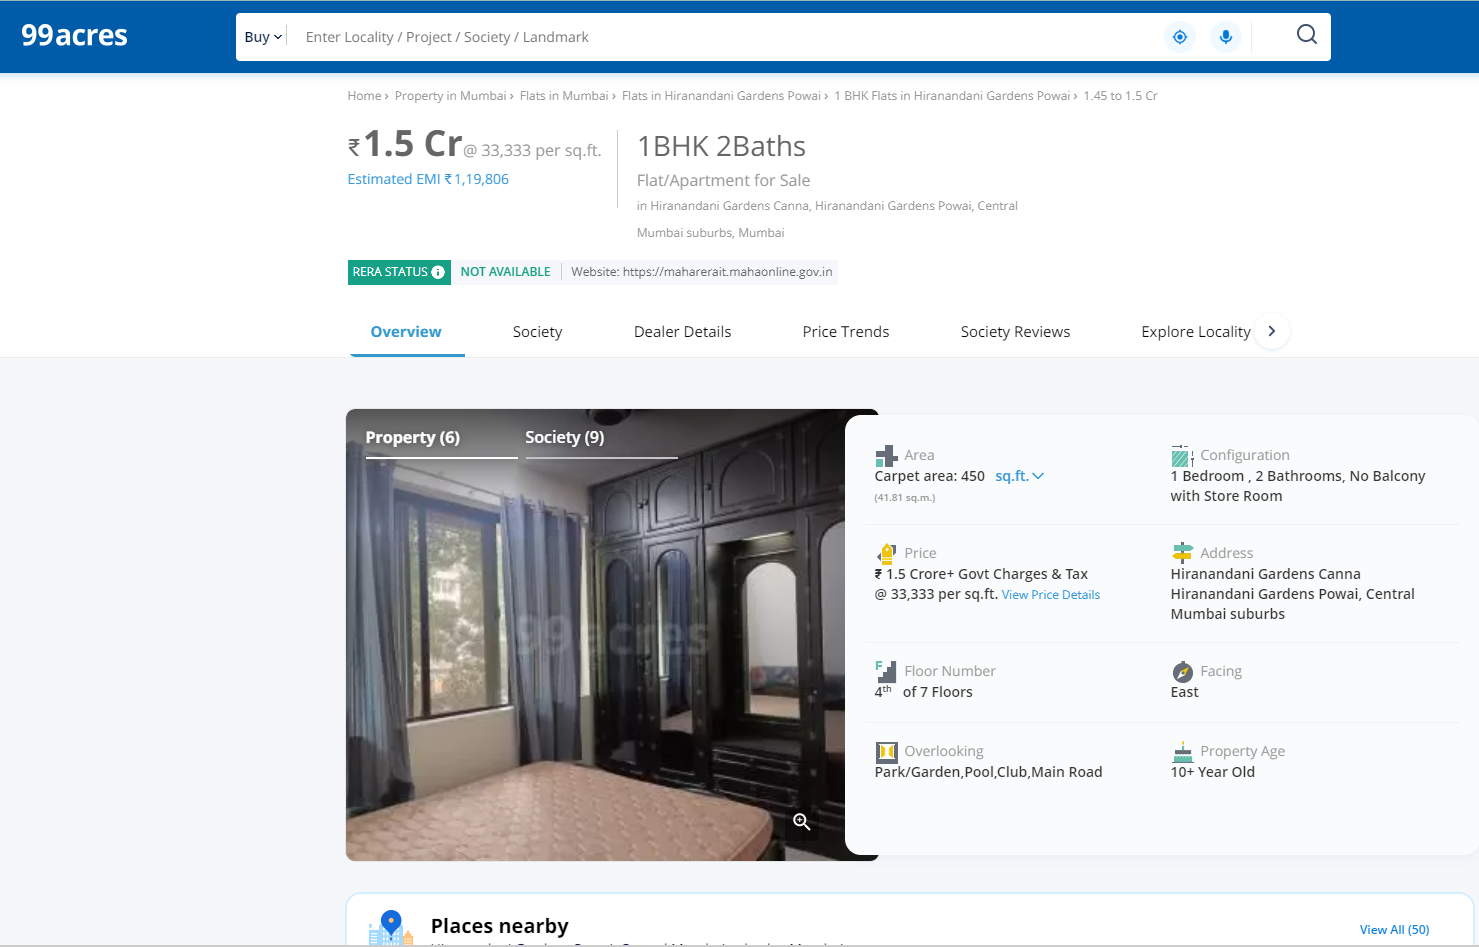 99acres
Buy
Enter Locality / Project / Society / Landmark
Home › Property in Mumbai › Flats in Mumbai › Flats in Hiranandani Gardens Powai › 1 BHK Flats in Hiranandani Gardens Powai › 1.45 to 1.5 Cr
₹ 1.5 Cr @ 33,333 per sq.ft.
Estimated EMI ₹ 1,19,806
1BHK 2Baths
Flat/Apartment for Sale
in Hiranandani Gardens Canna, Hiranandani Gardens Powai, Central
Mumbai suburbs, Mumbai
RERA STATUS NOT AVAILABLE Website: https://maharerait.mahaonline.gov.in
Overview Society Dealer Details Price Trends Society Reviews Explore Locality
Property (6) Society (9)
99acres
Area
Carpet area: 450 sq.ft.
(41.81 sq.m.)
Configuration
1 Bedroom , 2 Bathrooms, No Balcony
with Store Room
Price
₹ 1.5 Crore+ Govt Charges & Tax
@ 33,333 per sq.ft. View Price Details
Address
Hiranandani Gardens Canna
Hiranandani Gardens Powai, Central
Mumbai suburbs
Floor Number
4th of 7 Floors
Facing
East
Overlooking
Park/Garden,Pool,Club,Main Road
Property Age
10+ Year Old
Places nearby
View All (50)